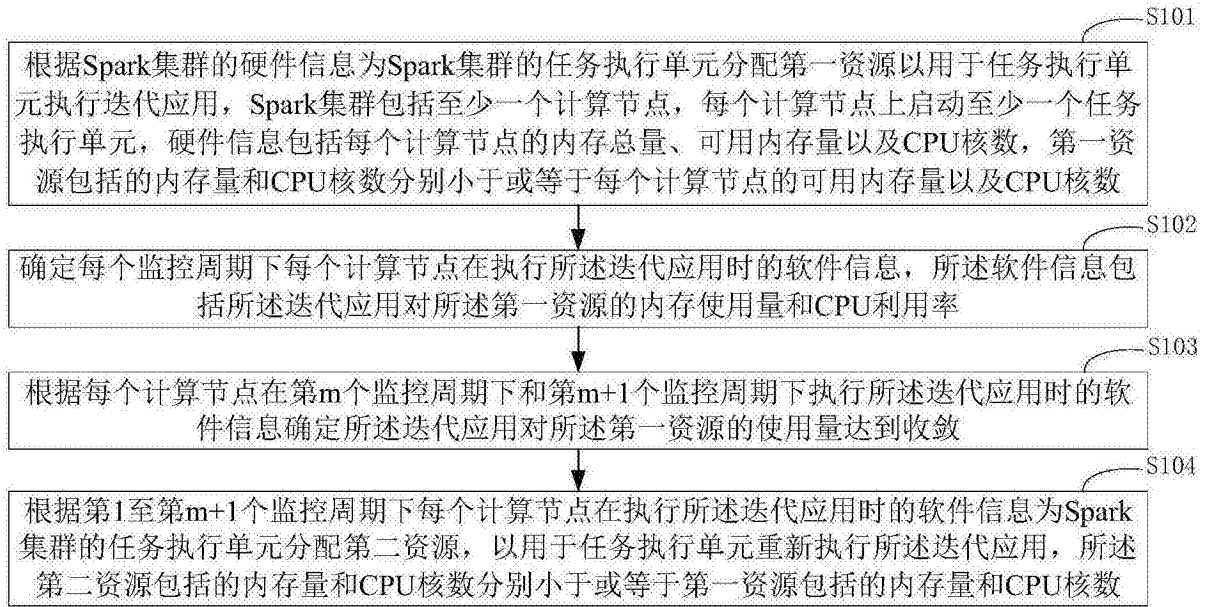 S101
根据Spark集群的硬件信息为Spark集群的任务执行单元分配第一资源以用于任务执行单
元执行迭代应用，Spark集群包括至少一个计算节点，每个计算节点上启动至少一个任务
执行单元，硬件信息包括每个计算节点的内存总量、可用内存量以及CPU核数，第一资
源包括的内存量和CPU核数分别小于或等于每个计算节点的可用内存量以及CPU核数
S102
确定每个监控周期下每个计算节点在执行所述迭代应用时的软件信息，所述软件信息包
括所述迭代应用对所述第一资源的内存使用量和CPU利用率
S103
根据每个计算节点在第m个监控周期下和第m+1个监控周期下执行所述迭代应用时的软
件信息确定所述迭代应用对所述第一资源的使用量达到收敛
S104
根据第1至第m+1个监控周期下每个计算节点在执行所述迭代应用时的软件信息为Spark
集群的任务执行单元分配第二资源，以用于任务执行单元重新执行所述迭代应用，所述
第二资源包括的内存量和CPU核数分别小于或等于第一资源包括的内存量和CPU核数